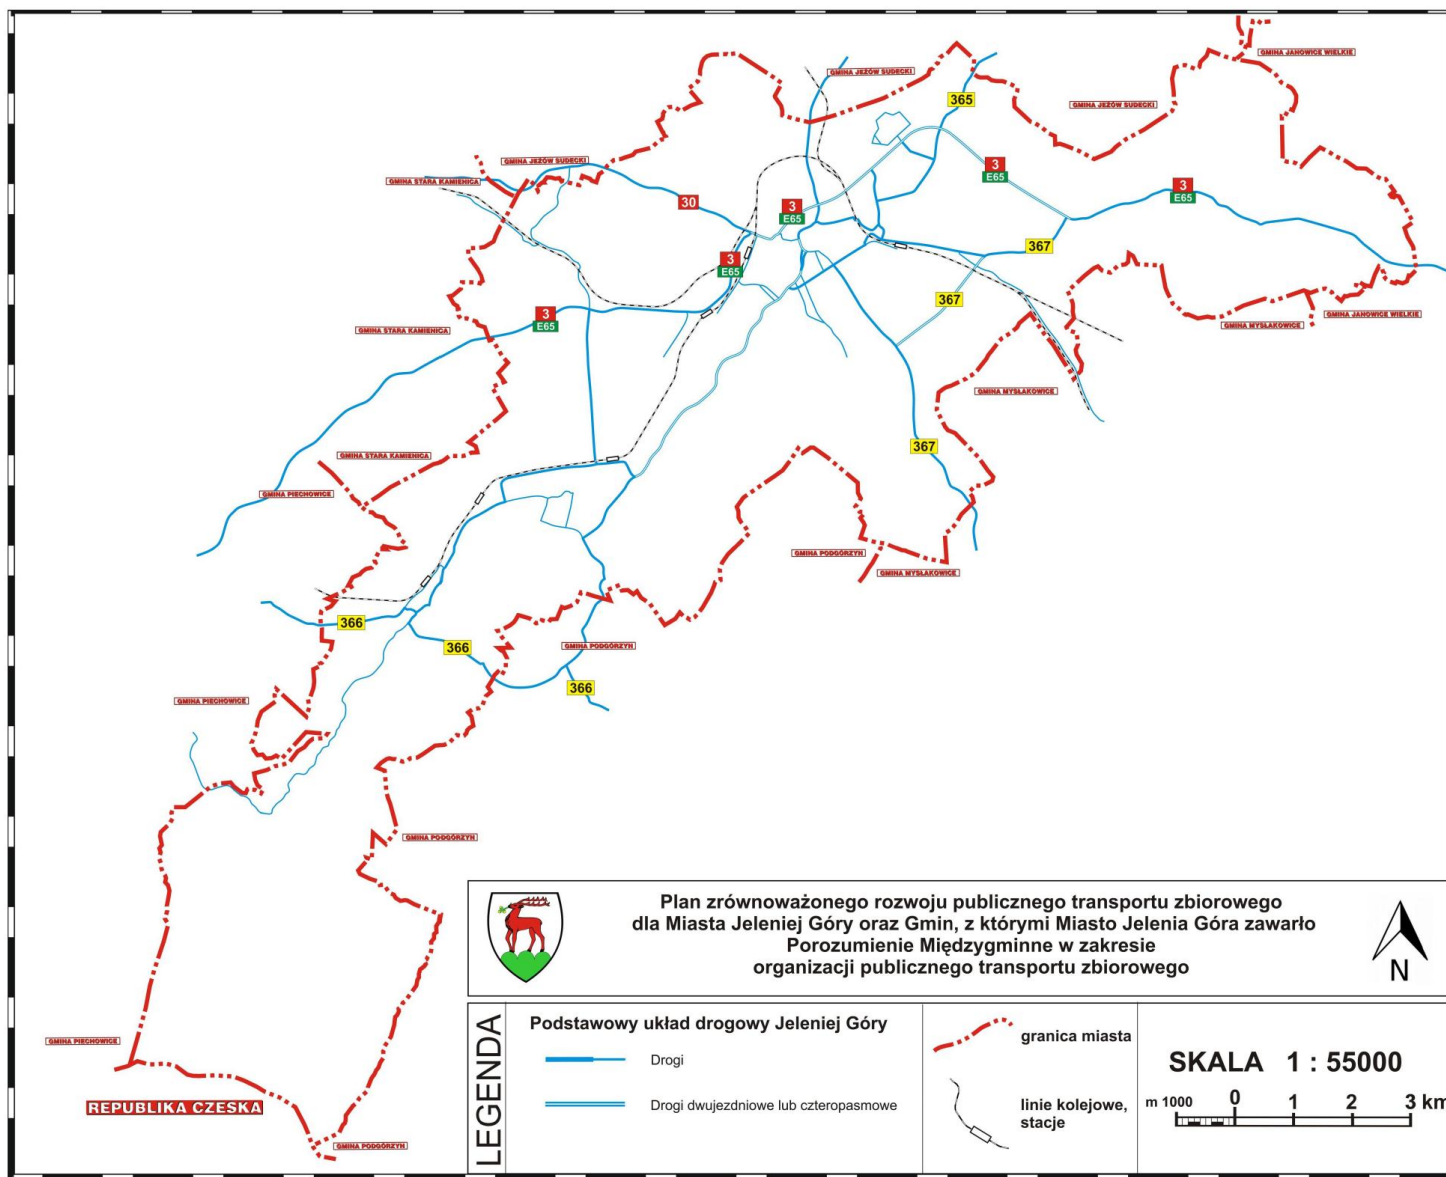 GMINA JANOWICE WIELKIE
GMINA JEŻÓW SUDECKI
365
GMINA JEŻÓW SUDECKI
GMINA JEŻÓW SUDECKI
3
E65
GMINA STARA KAMIENICA
3
E65
30
3
E65
367
3
E65
367
3
E65
GMINA JANOWICE WIELKIE
GMINA MYSŁAKOWICE
GMINA STARA KAMIENICA
GMINA MYSŁAKOWICE
367
GMINA STARA KAMIENICA
GMINA PIECHOWICE
GMINA PODGÓRZYN
GMINA MYSŁAKOWICE
366
366
GMINA PODGÓRZYN
366
GMINA PIECHOWICE
GMINA PODGÓRZYN
GMINA PIECHOWICE
REPUBLIKA CZESKA
GMINA PODGÓRZYN
Plan zrównoważonego rozwoju publicznego transportu zbiorowego
dla Miasta Jeleniej Góry oraz Gmin, z którymi Miasto Jelenia Góra zawarło
Porozumienie Międzygminne w zakresie
organizacji publicznego transportu zbiorowego
N
LEGENDA
Podstawowy układ drogowy Jeleniej Góry
Drogi
Drogi dwujezdniowe lub czteropasmowe
granica miasta
linie kolejowe,
stacje
SKALA 1 : 55000
m 1000 0 1 2 3 km